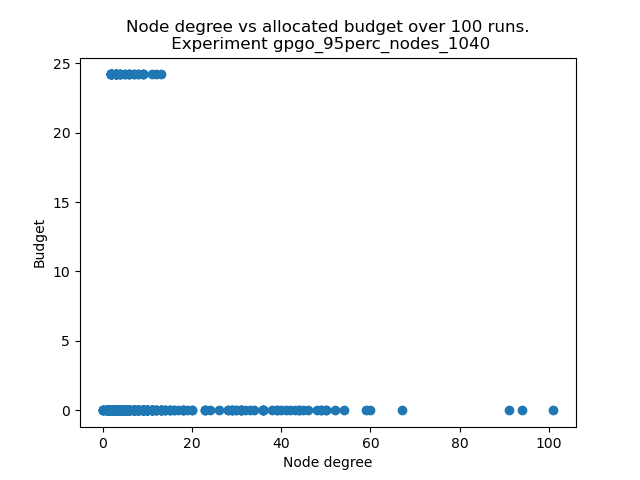 Node degree vs allocated budget over 100 runs.
Experiment gpgo_95perc_nodes_1040
25
20
15
10
5
0
Budget
0 20 40 60 80 100
Node degree